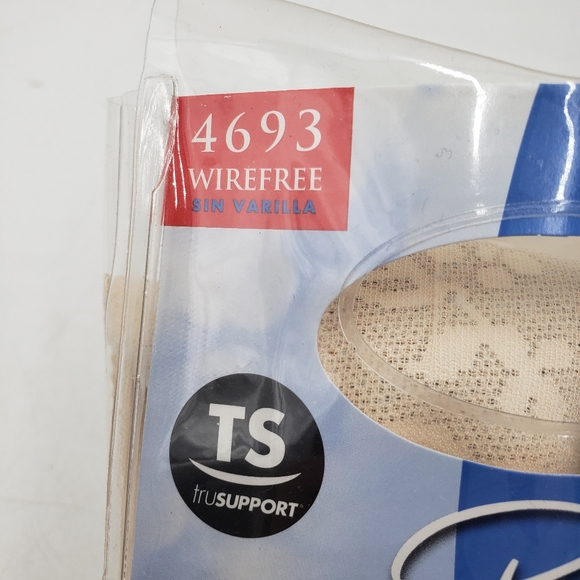 4693
WIREFREE
SIN VARILLA
TS
truSUPPORT®